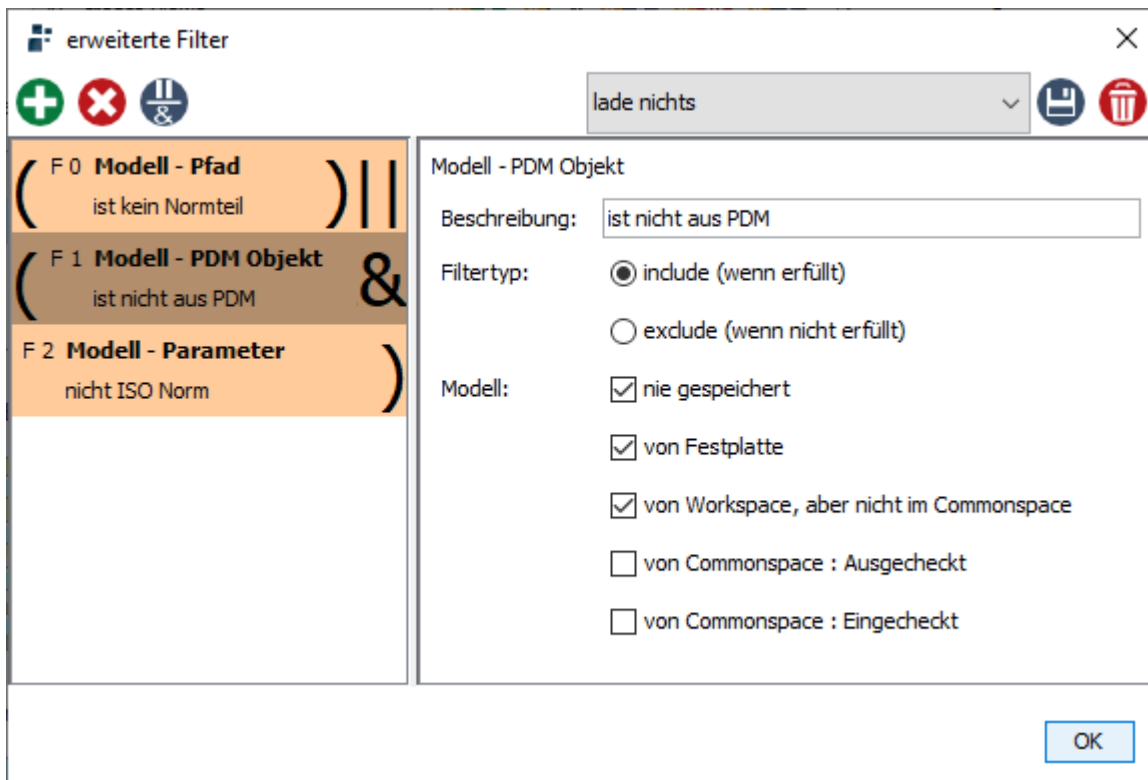 erweiterte Filter
lade nichts
( F 0 Modell - Pfad ) ||
ist kein Normteil
( F 1 Modell - PDM Objekt &
ist nicht aus PDM
F 2 Modell - Parameter )
nicht ISO Norm
Modell - PDM Objekt
Beschreibung: ist nicht aus PDM
Filtertyp: include (wenn erfüllt)
exclude (wenn nicht erfüllt)
Modell: nie gespeichert
von Festplatte
von Workspace, aber nicht im Commonspace
von Commonspace : Ausgecheckt
von Commonspace : Eingecheckt
OK